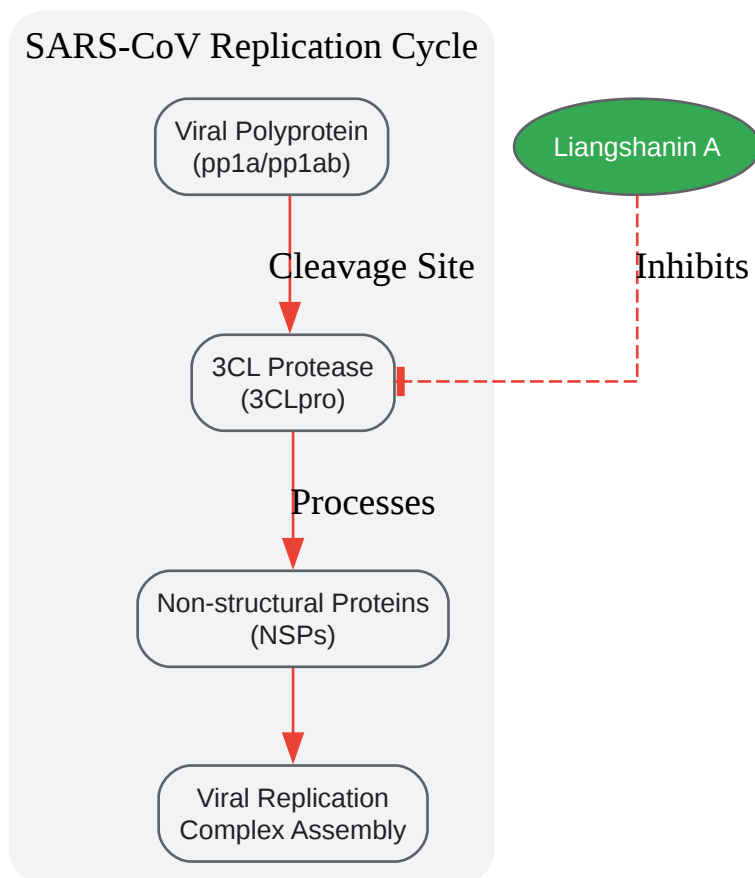 SARS-CoV Replication Cycle
Viral Polyprotein
(pp1a/pp1ab)
Liangshanin A
Cleavage Site
Inhibits
3CL Protease
(3CLpro)
Processes
Non-structural Proteins
(NSPs)
Viral Replication
Complex Assembly